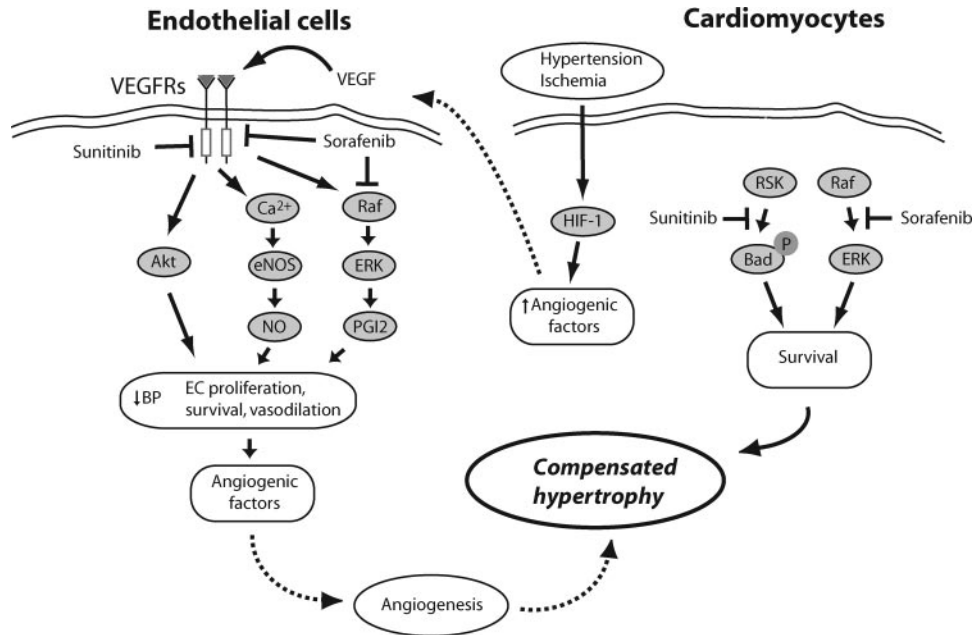 Endothelial cells
Cardiomyocytes
VEGFRs
VEGF
Hypertension
Ischemia
Sunitinib
Sorafenib
Ca2+
Raf
Akt
eNOS
ERK
NO
PGI2
↓BP
EC proliferation,
survival, vasodilation
Angiogenic
factors
HIF-1
↑Angiogenic
factors
RSK
Raf
Sunitinib
Sorafenib
P
Bad
ERK
Survival
Compensated
hypertrophy
Angiogenesis